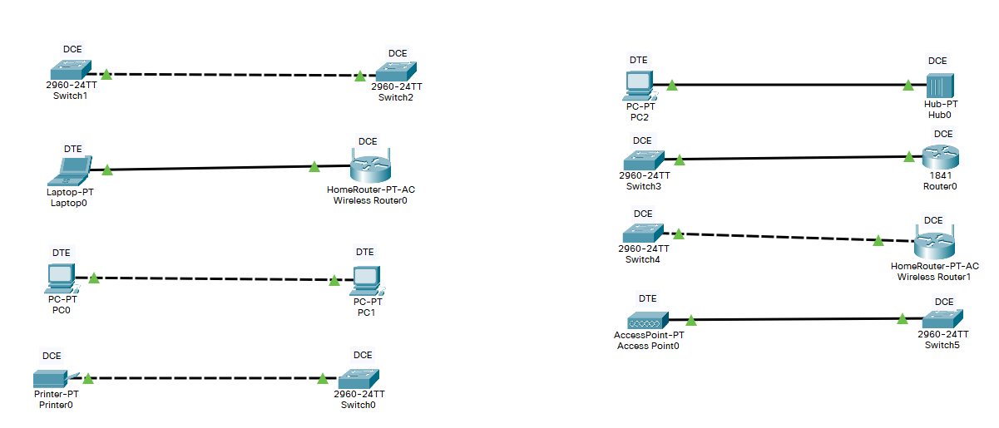 DCE
2960-24TT
Switch1
DCE
2960-24TT
Switch2
DTE
Laptop-PT
Laptop0
DCE
HomeRouter-PT-AC
Wireless Router0
DTE
PC-PT
PC0
DTE
PC-PT
PC1
DCE
Printer-PT
Printer0
DCE
2960-24TT
Switch0
DTE
PC-PT
PC2
DCE
Hub-PT
Hub0
DCE
2960-24TT
Switch3
DCE
1841
Router0
DCE
2960-24TT
Switch4
DCE
HomeRouter-PT-AC
Wireless Router1
DTE
AccessPoint-PT
Access Point0
DCE
2960-24TT
Switch5